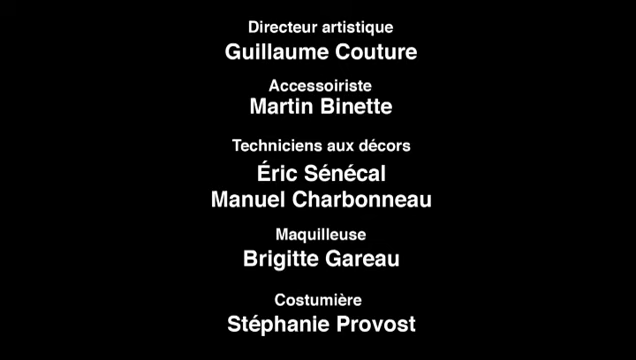 Directeur artistique
Guillaume Couture
Accessoiriste
Martin Binette
Techniciens aux décors
Éric Sénécal
Manuel Charbonneau
Maquilleuse
Brigitte Gareau
Costumière
Stéphanie Provost